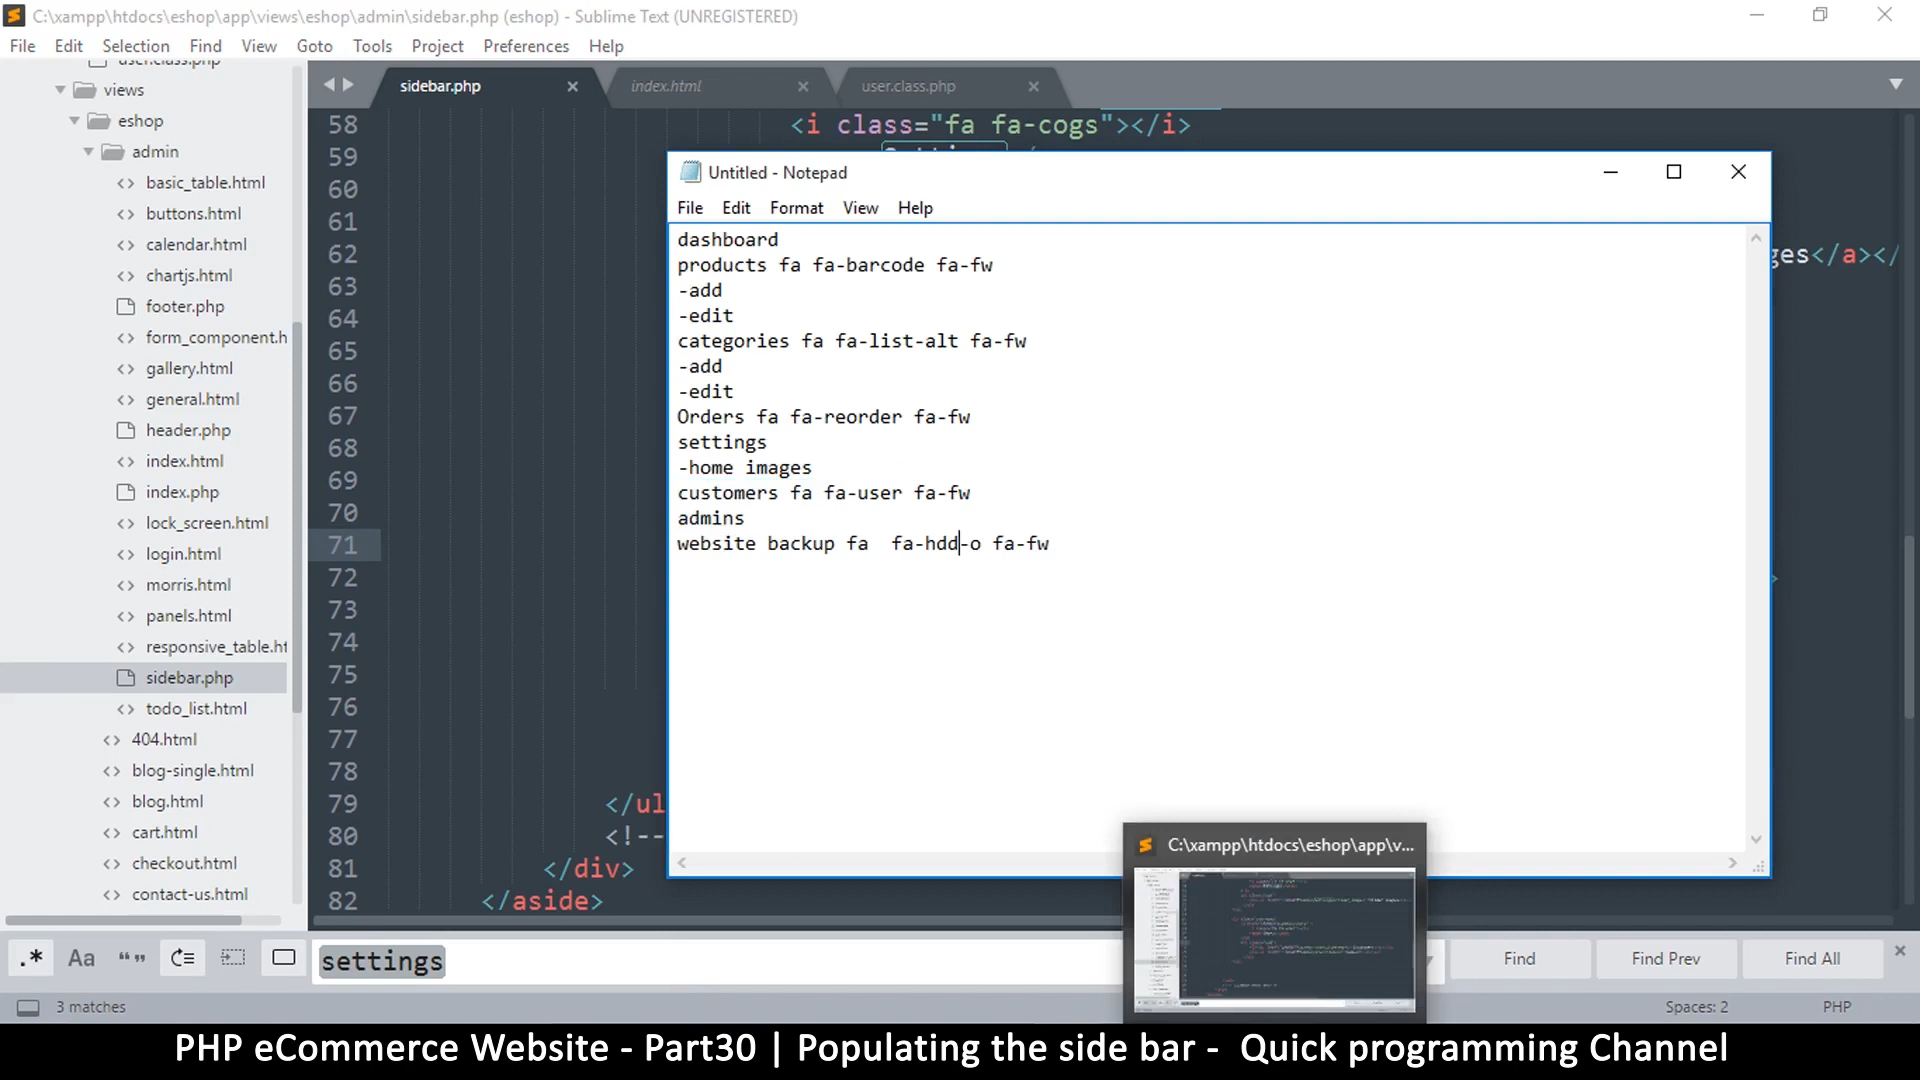 C:\xampp\htdocs\eshop\app\views\eshop\admin\sidebar.php (eshop) - Sublime Text (UNREGISTERED)
File Edit Selection Find View Goto Tools Project Preferences Help
user.class.php
views
eshop
admin
basic_table.html
buttons.html
calendar.html
chartjs.html
footer.php
form_component.h
gallery.html
general.html
header.php
index.html
index.php
lock_screen.html
login.html
morris.html
panels.html
responsive_table.ht
sidebar.php
todo_list.html
404.html
blog-single.html
blog.html
cart.html
checkout.html
contact-us.html
sidebar.php index.html user.class.php
58 <i class="fa fa-cogs"></i>
59
60
61
62 ges</a></
63
64
65
66
67
68
69
70
71
72 >
73
74
75
76
77
78
79 </ul
80 <!--
81 </div>
82 </aside>
Untitled - Notepad
File Edit Format View Help
dashboard
products fa fa-barcode fa-fw
-add
-edit
categories fa fa-list-alt fa-fw
-add
-edit
Orders fa fa-reorder fa-fw
settings
-home images
customers fa fa-user fa-fw
admins
website backup fa  fa-hdd-o fa-fw
C:\xampp\htdocs\eshop\app\v...
.* Aa “” settings Find Find Prev Find All
3 matches Spaces: 2 PHP
PHP eCommerce Website - Part30 | Populating the side bar - Quick programming Channel